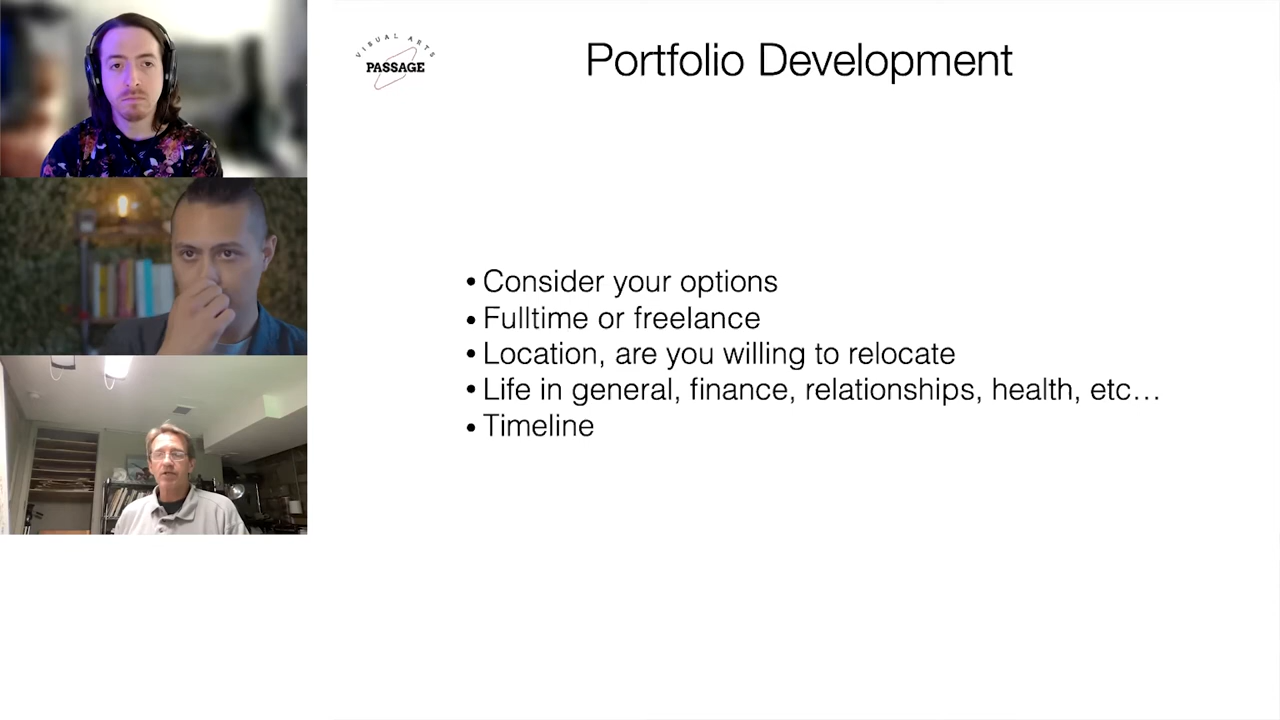 VISUAL ARTS
PASSAGE
Portfolio Development
• Consider your options
• Fulltime or freelance
• Location, are you willing to relocate
• Life in general, finance, relationships, health, etc…
• Timeline